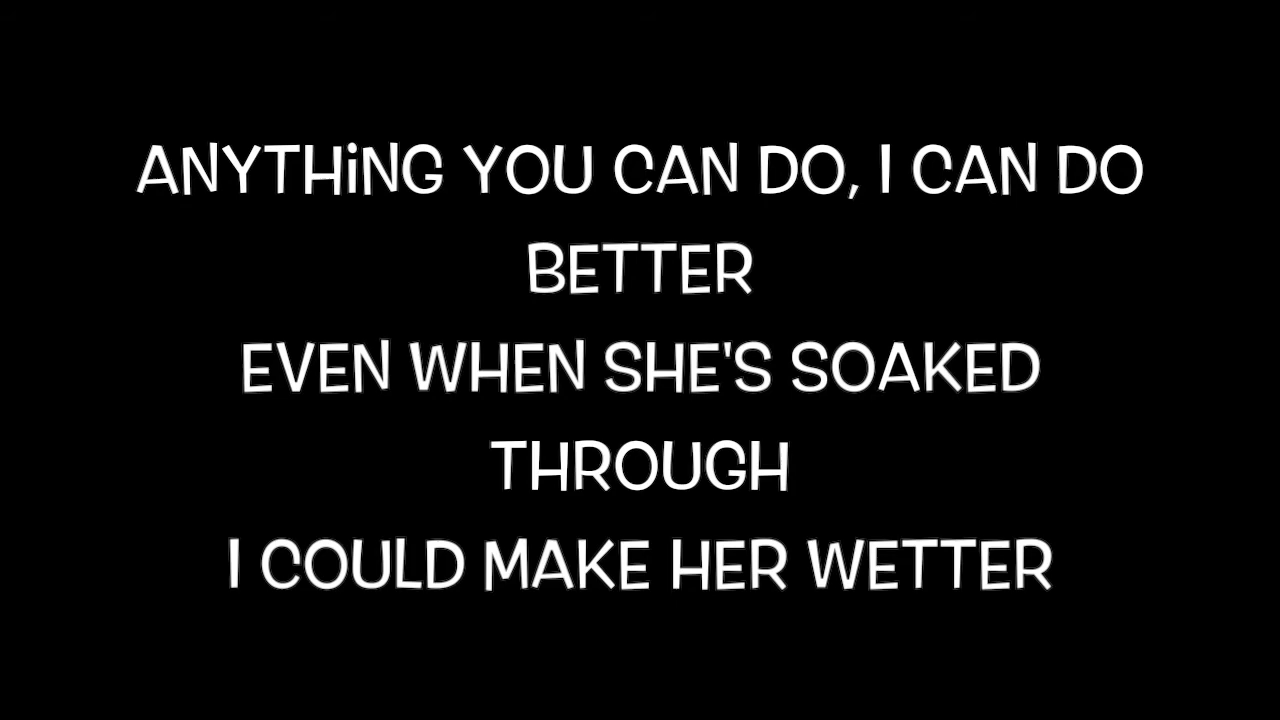 ANYTHiNG YOU CAN DO, I CAN DO
BETTER
EVEN WHEN SHE'S SOAKED
THROUGH
I COULD MAKE HER WETTER